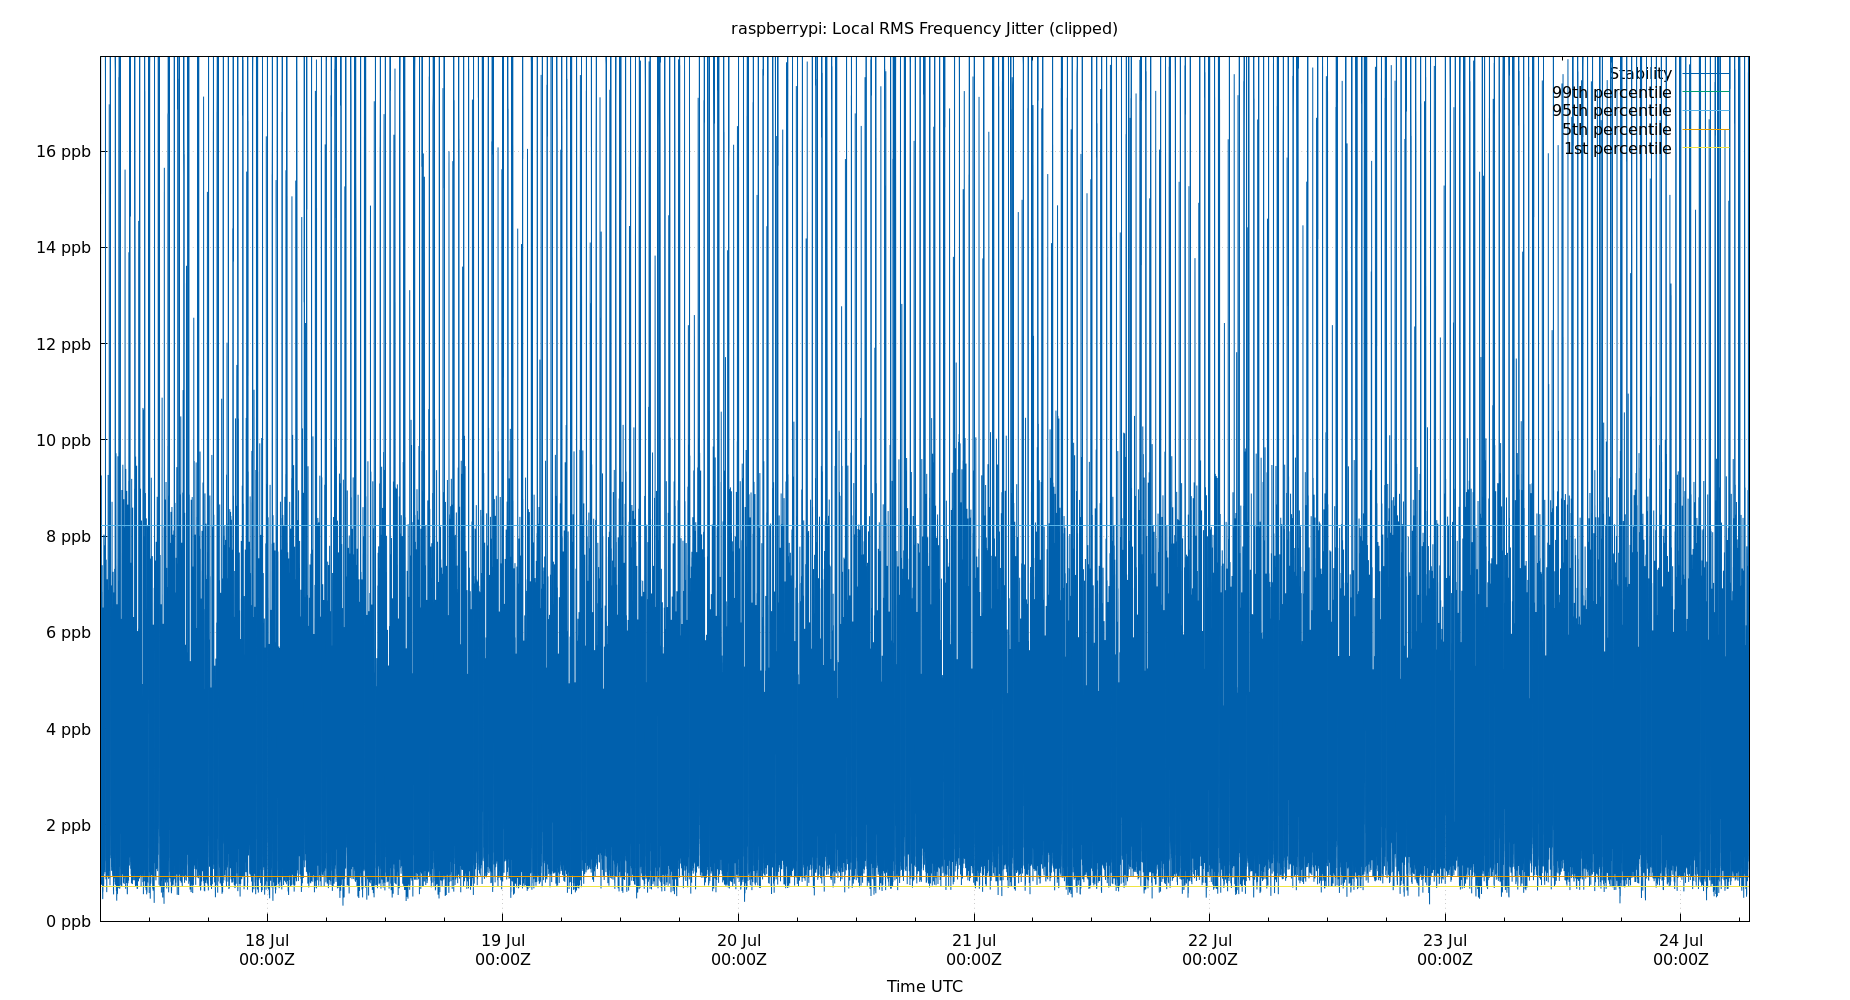 raspberrypi: Local RMS Frequency Jitter (clipped)
Stability
99th percentile
95th percentile
5th percentile
1st percentile
16 ppb
14 ppb
12 ppb
10 ppb
8 ppb
6 ppb
4 ppb
2 ppb
0 ppb
18 Jul 19 Jul 20 Jul 21 Jul 22 Jul 23 Jul 24 Jul
00:00Z 00:00Z 00:00Z 00:00Z 00:00Z 00:00Z 00:00Z
Time UTC